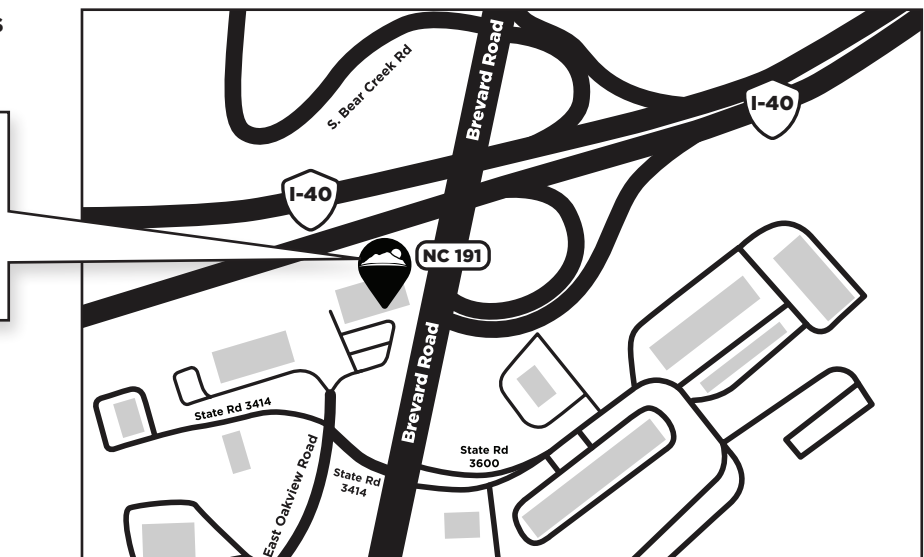 s
Brevard Road
S. Bear Creek Rd
I-40
I-40
NC 191
Brevard Road
State Rd 3414
State Rd
3600
State Rd
3414
East Oakview Road